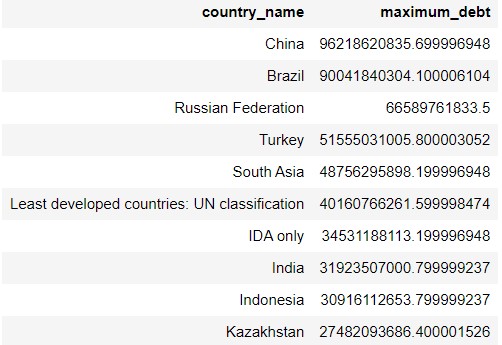 country_name maximum_debt
China 96218620835.699996948
Brazil 90041840304.100006104
Russian Federation 66589761833.5
Turkey 51555031005.800003052
South Asia 48756295898.199996948
Least developed countries: UN classification 40160766261.599998474
IDA only 34531188113.199996948
India 31923507000.799999237
Indonesia 30916112653.799999237
Kazakhstan 27482093686.400001526